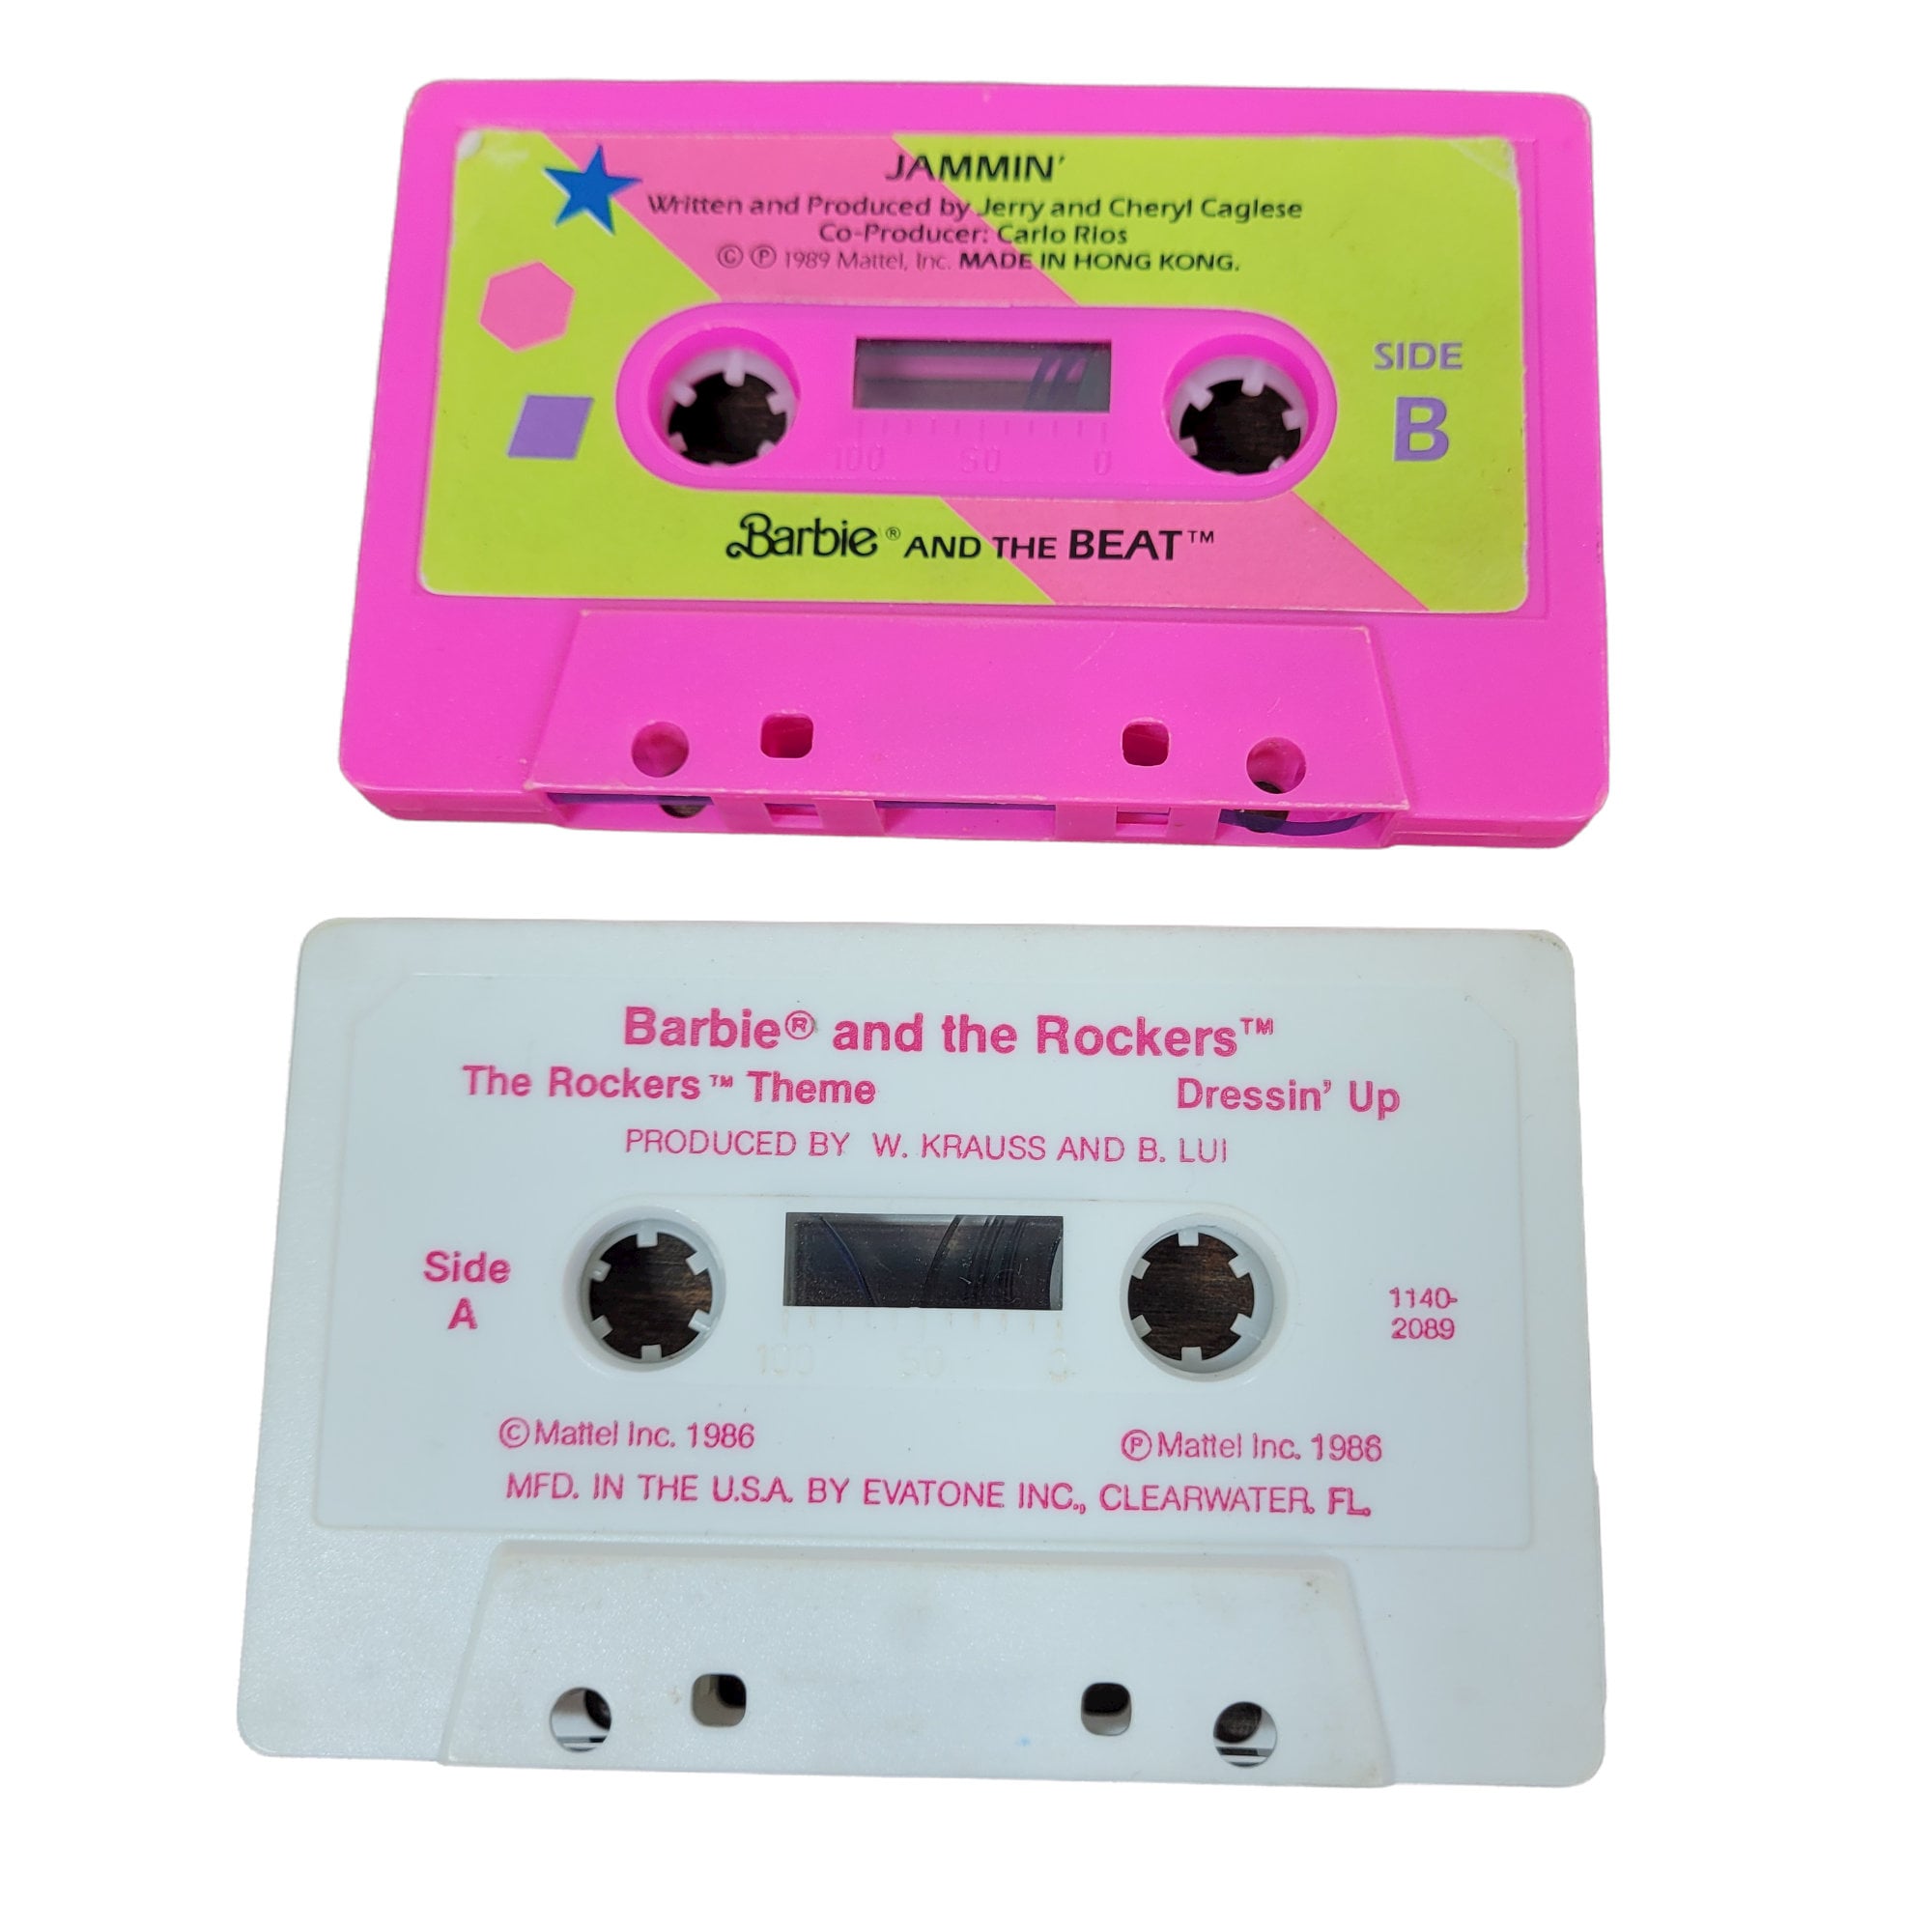 JAMMIN'
Written and Produced by Jerry and Cheryl Caglese
Co-Producer: Carlo Rios
© ℗ 1989 Mattel, Inc. MADE IN HONG KONG.
SIDE
B
100 50 0
Barbie® AND THE BEAT™
Barbie® and the Rockers™
The Rockers™ Theme Dressin' Up
PRODUCED BY W. KRAUSS AND B. LUI
Side
A
1140-
2089
100 50 0
©Mattel Inc. 1986 ℗Mattel Inc. 1986
MFD. IN THE U.S.A. BY EVATONE INC., CLEARWATER, FL.